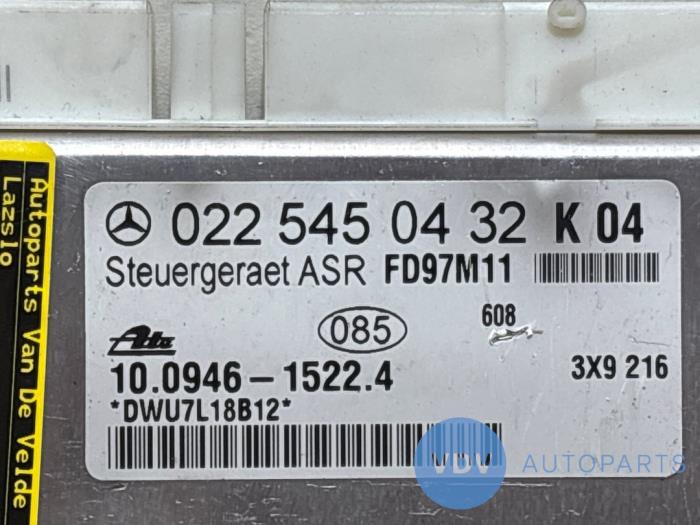 022 545 04 32 K 04
Steuergeraet ASR FD97M11
085 608
Ate
10.0946-1522.4 3X9 216
*DWU7L18B12*
VDV AUTOPARTS
Autoparts Van De Velde
Lazslo